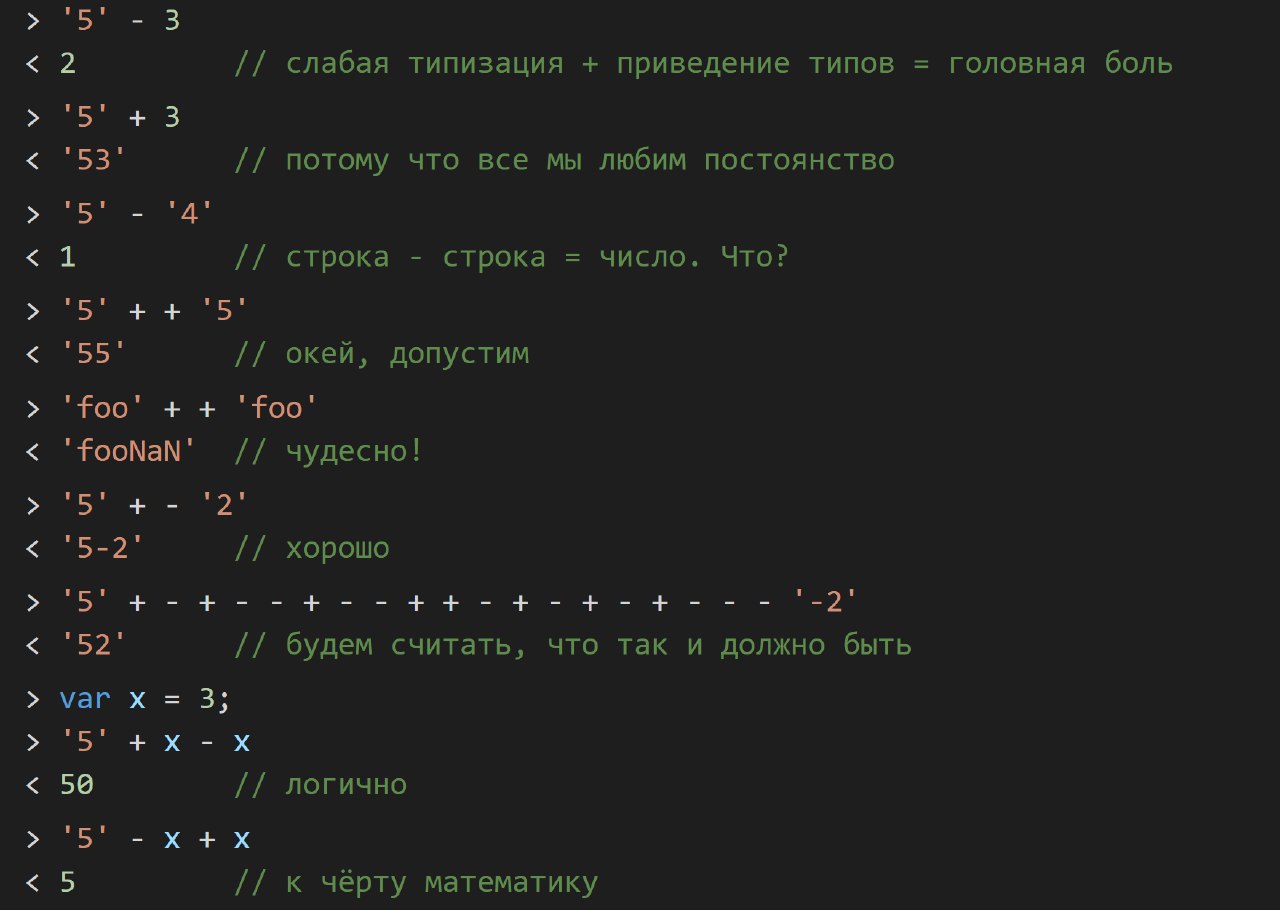 > '5' - 3
< 2 // слабая типизация + приведение типов = головная боль
> '5' + 3
< '53' // потому что все мы любим постоянство
> '5' - '4'
< 1 // строка - строка = число. Что?
> '5' + + '5'
< '55' // окей, допустим
> 'foo' + + 'foo'
< 'fooNaN' // чудесно!
> '5' + - '2'
< '5-2' // хорошо
> '5' + - + - - + - - + + - + - + - + - - - '-2'
< '52' // будем считать, что так и должно быть
> var x = 3;
> '5' + x - x
< 50 // логично
> '5' - x + x
< 5 // к чёрту математику